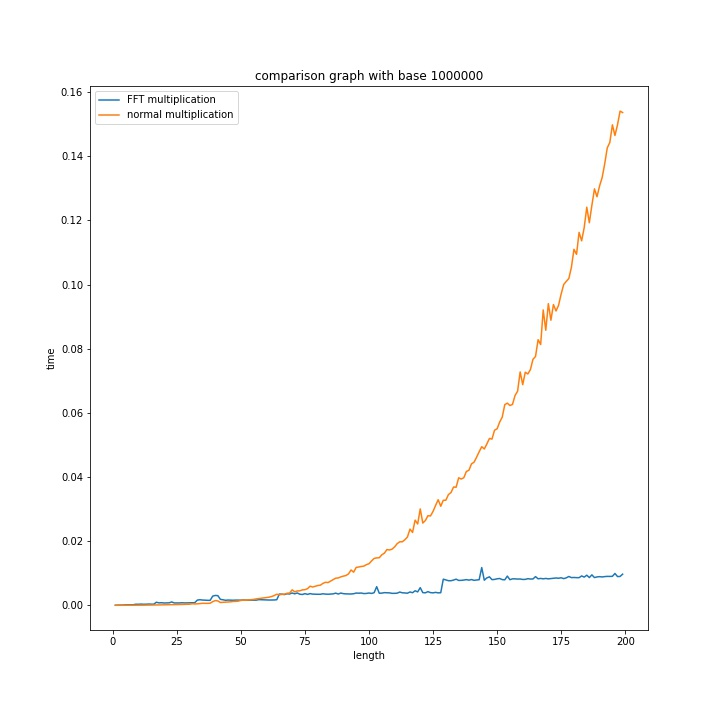 comparison graph with base 1000000
FFT multiplication
normal multiplication
0.16
0.14
0.12
0.10
0.08
0.06
0.04
0.02
0.00
time
0 25 50 75 100 125 150 175 200
length